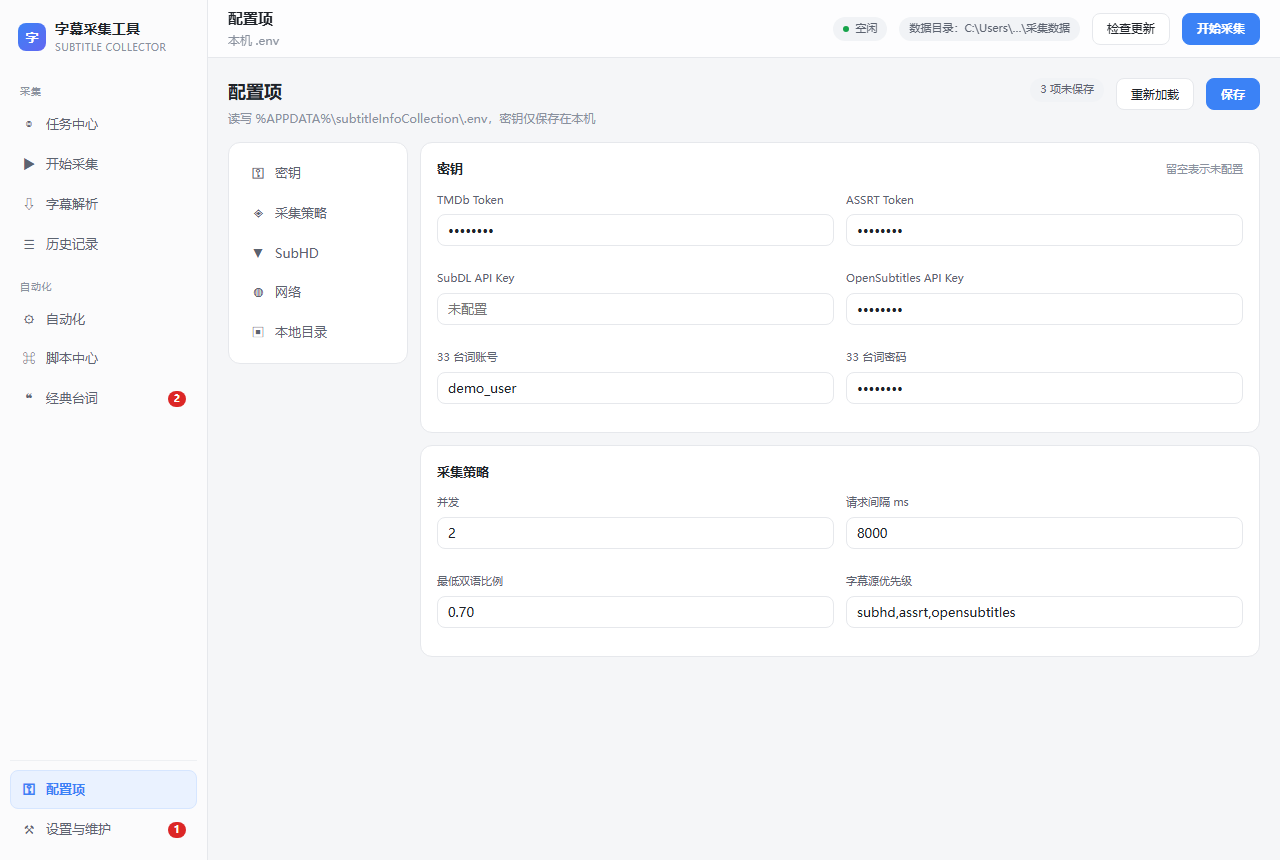 字
字幕采集工具
SUBTITLE COLLECTOR
采集
任务中心
开始采集
字幕解析
历史记录
自动化
自动化
脚本中心
经典台词
2
配置项
设置与维护
1
配置项
本机 .env
空闲
数据目录: C:\Users\...\采集数据
检查更新
开始采集
配置项
读写 %APPDATA%\subtitleInfoCollection\.env，密钥仅保存在本机
3 项未保存
重新加载
保存
密钥
采集策略
SubHD
网络
本地目录
密钥
留空表示未配置
TMDb Token
••••••••
ASSRT Token
••••••••
SubDL API Key
未配置
OpenSubtitles API Key
••••••••
33 台词账号
demo_user
33 台词密码
••••••••
采集策略
并发
2
请求间隔 ms
8000
最低双语比例
0.70
字幕源优先级
subhd,assrt,opensubtitles